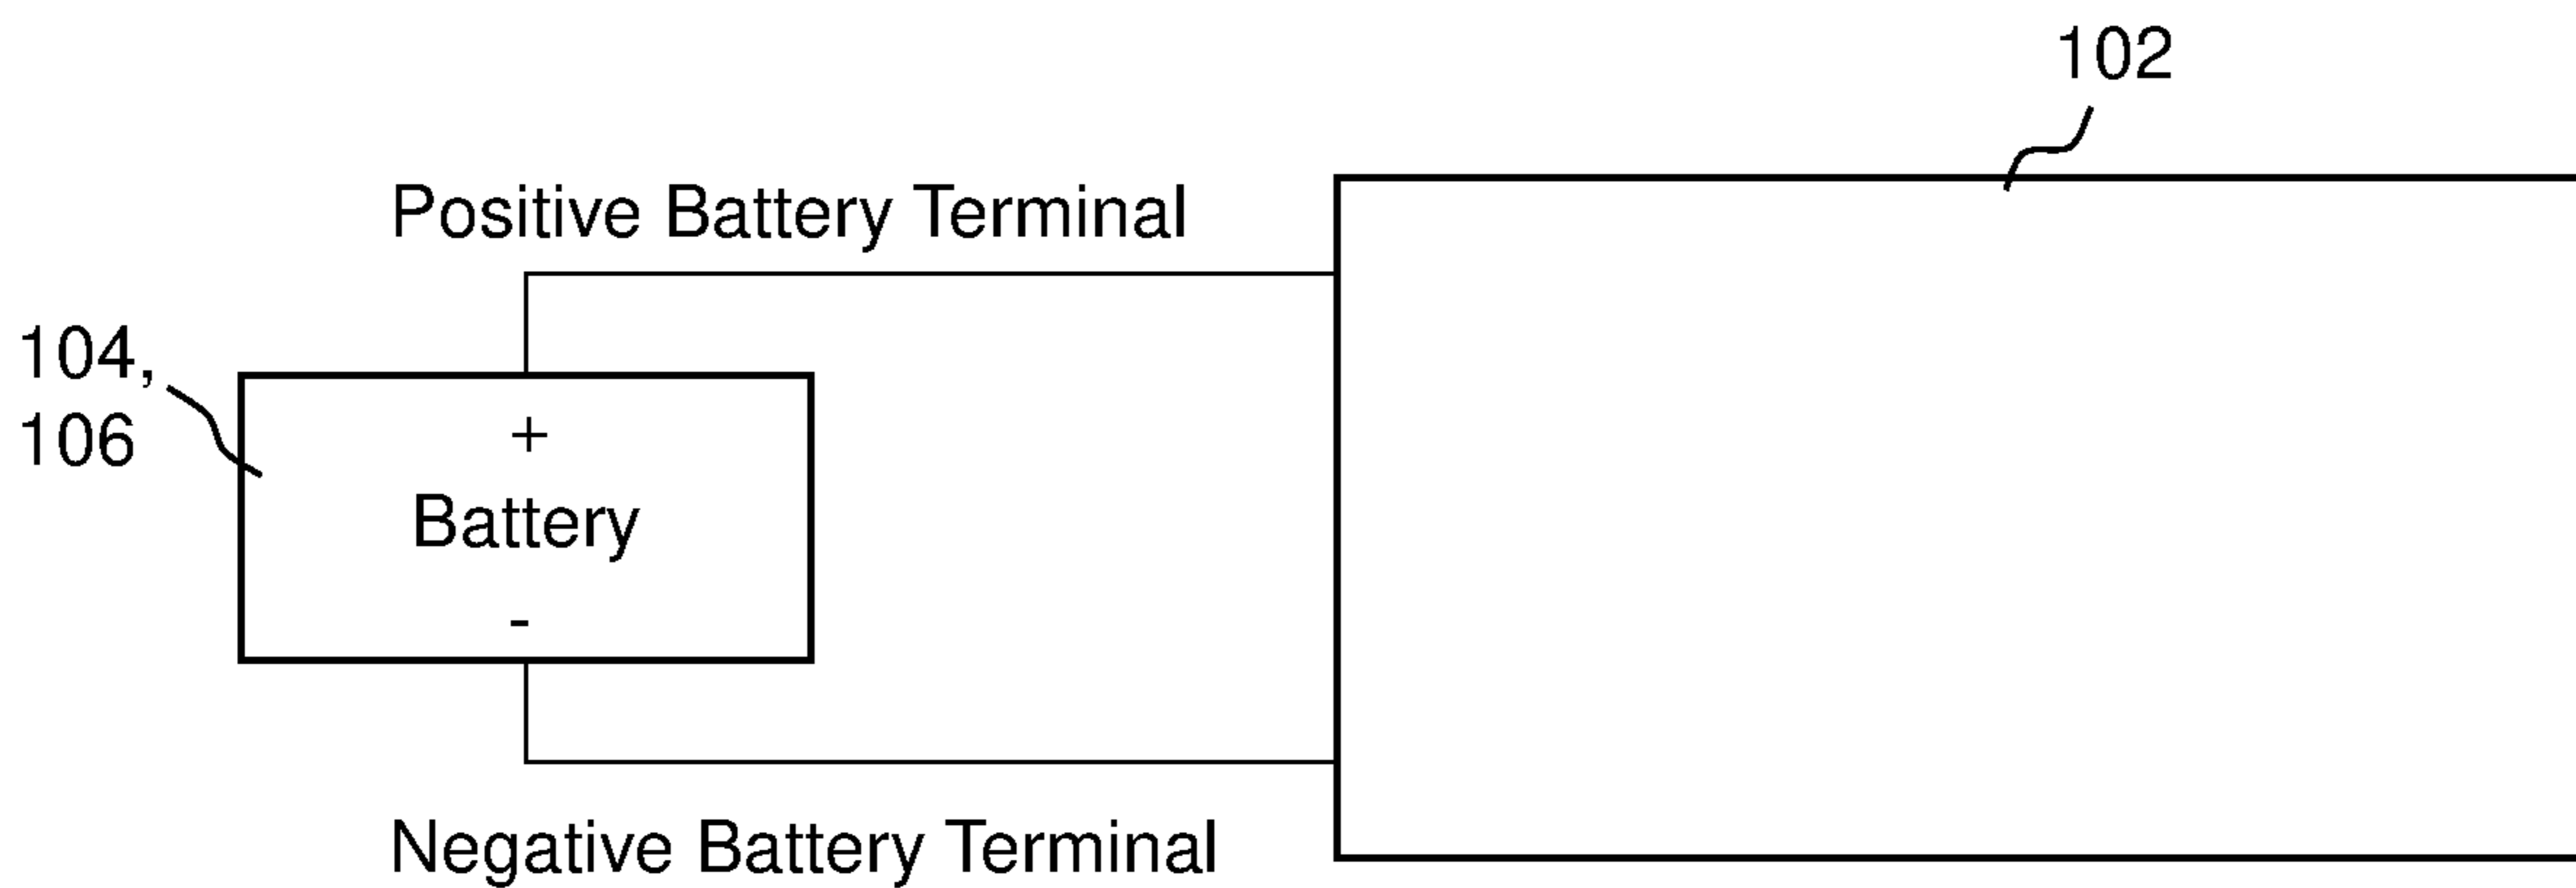 102
Positive Battery Terminal
104,
106
+
Battery
-
Negative Battery Terminal